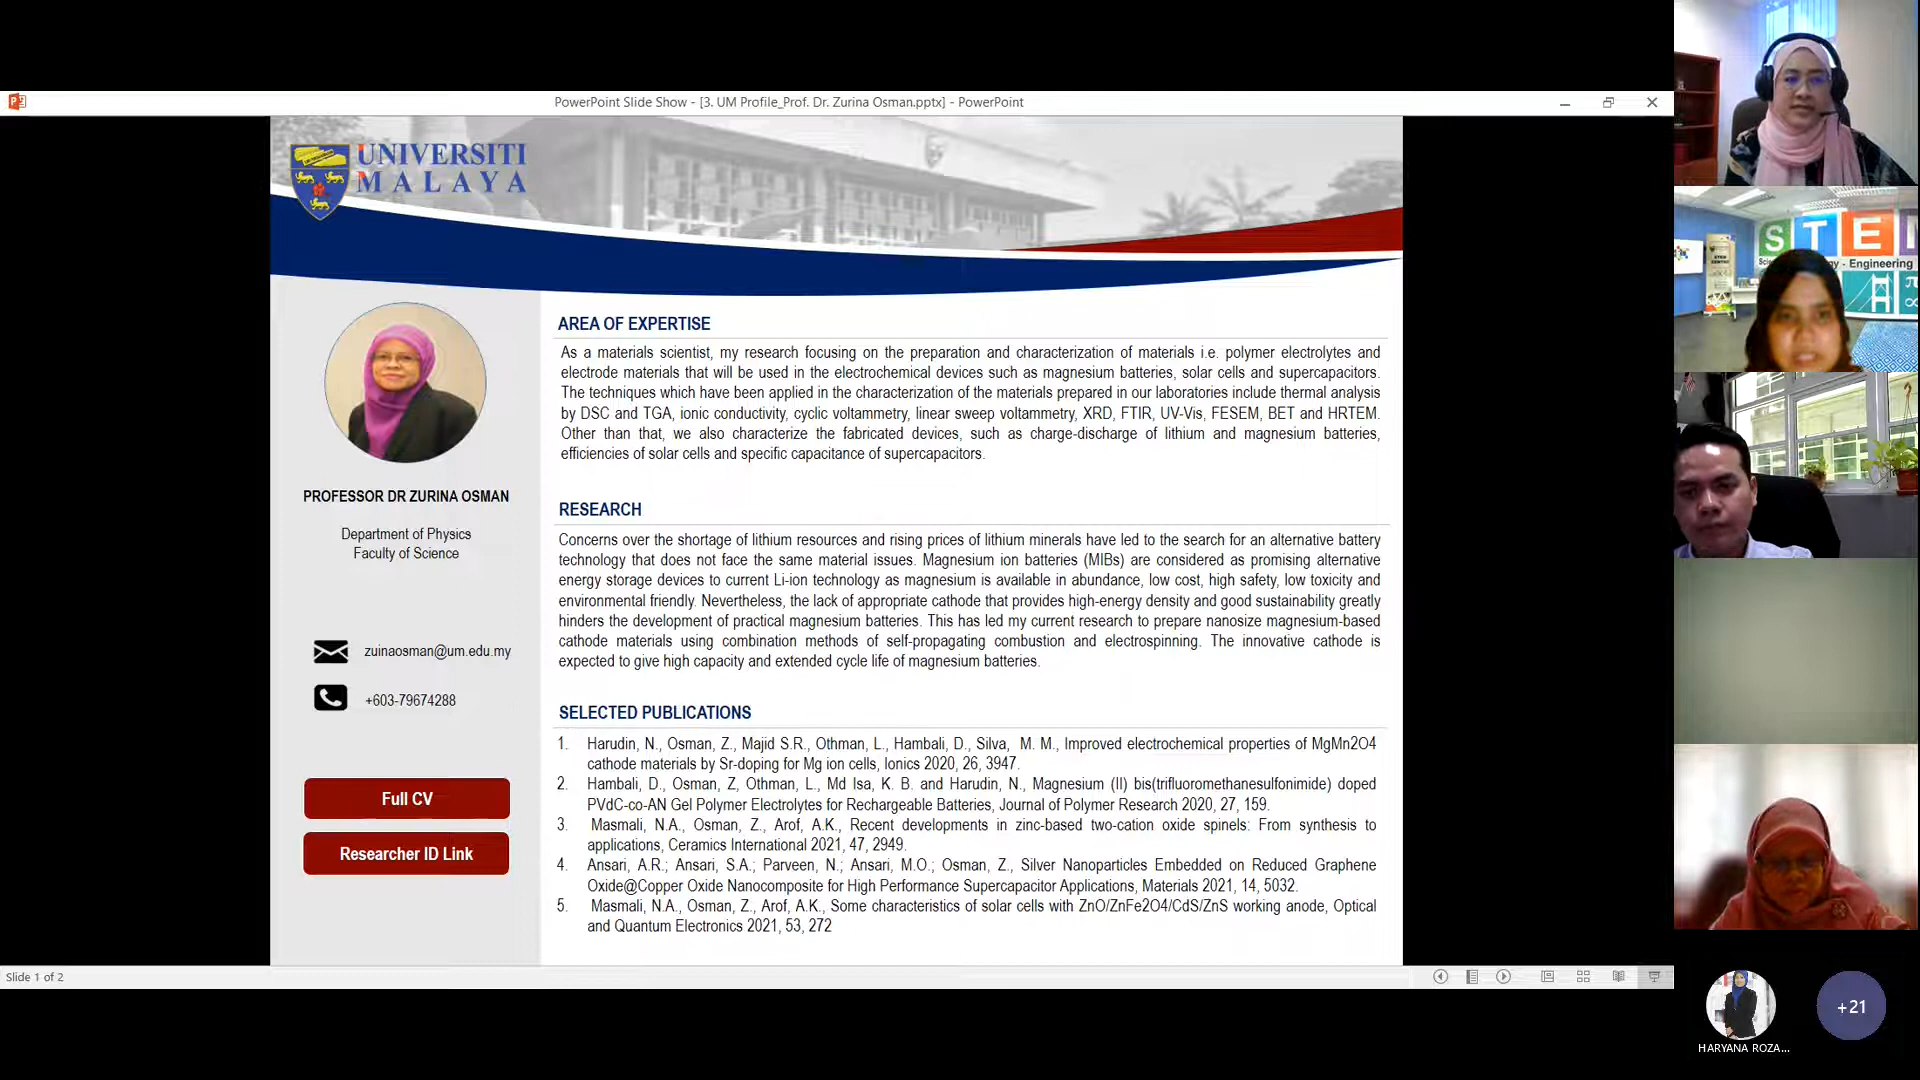 PowerPoint Slide Show - [3. UM Profile_Prof. Dr. Zurina Osman.pptx] - PowerPoint
UNIVERSITI
MALAYA
PROFESSOR DR ZURINA OSMAN
Department of Physics
Faculty of Science
zuinaosman@um.edu.my
+603-79674288
Full CV
Researcher ID Link
AREA OF EXPERTISE
As a materials scientist, my research focusing on the preparation and characterization of materials i.e. polymer electrolytes and
electrode materials that will be used in the electrochemical devices such as magnesium batteries, solar cells and supercapacitors.
The techniques which have been applied in the characterization of the materials prepared in our laboratories include thermal analysis
by DSC and TGA, ionic conductivity, cyclic voltammetry, linear sweep voltammetry, XRD, FTIR, UV-Vis, FESEM, BET and HRTEM.
Other than that, we also characterize the fabricated devices, such as charge-discharge of lithium and magnesium batteries,
efficiencies of solar cells and specific capacitance of supercapacitors.
RESEARCH
Concerns over the shortage of lithium resources and rising prices of lithium minerals have led to the search for an alternative battery
technology that does not face the same material issues. Magnesium ion batteries (MIBs) are considered as promising alternative
energy storage devices to current Li-ion technology as magnesium is available in abundance, low cost, high safety, low toxicity and
environmental friendly. Nevertheless, the lack of appropriate cathode that provides high-energy density and good sustainability greatly
hinders the development of practical magnesium batteries. This has led my current research to prepare nanosize magnesium-based
cathode materials using combination methods of self-propagating combustion and electrospinning. The innovative cathode is
expected to give high capacity and extended cycle life of magnesium batteries.
SELECTED PUBLICATIONS
1. Harudin, N., Osman, Z., Majid S.R., Othman, L., Hambali, D., Silva, M. M., Improved electrochemical properties of MgMn2O4
cathode materials by Sr-doping for Mg ion cells, Ionics 2020, 26, 3947.
2. Hambali, D., Osman, Z, Othman, L., Md Isa, K. B. and Harudin, N., Magnesium (II) bis(trifluoromethanesulfonimide) doped
PVdC-co-AN Gel Polymer Electrolytes for Rechargeable Batteries, Journal of Polymer Research 2020, 27, 159.
3. Masmali, N.A., Osman, Z., Arof, A.K., Recent developments in zinc-based two-cation oxide spinels: From synthesis to
applications, Ceramics International 2021, 47, 2949.
4. Ansari, A.R.; Ansari, S.A.; Parveen, N.; Ansari, M.O.; Osman, Z., Silver Nanoparticles Embedded on Reduced Graphene
Oxide@Copper Oxide Nanocomposite for High Performance Supercapacitor Applications, Materials 2021, 14, 5032.
5. Masmali, N.A., Osman, Z., Arof, A.K., Some characteristics of solar cells with ZnO/ZnFe2O4/CdS/ZnS working anode, Optical
and Quantum Electronics 2021, 53, 272
Slide 1 of 2
STE
- Engineering
π
∞
HARYANA ROZA...
+21